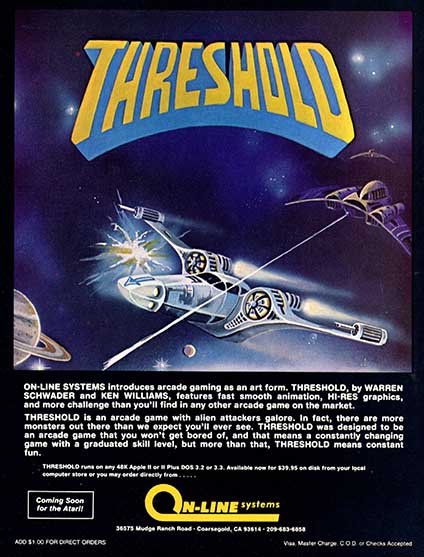 THRESHOLD
ON-LINE SYSTEMS introduces arcade gaming as an art form. THRESHOLD, by WARREN
SCHWADER and KEN WILLIAMS, features fast smooth animation, HI-RES graphics,
and more challenge than you'll find in any other arcade game on the market.
THRESHOLD is an arcade game with alien attackers galore. In fact, there are more
monsters out there than we expect you'll ever see. THRESHOLD was designed to be
an arcade game that you won't get bored of, and that means a constantly changing
game with a graduated skill level, but more than that, THRESHOLD means constant
fun.
THRESHOLD runs on any 48K Apple II or II Plus DOS 3.2 or 3.3. Available now for $39.95 on disk from your local
computer store or you may order directly from . . . . .
Coming Soon
for the Atari!
ON-LINE systems
36575 Mudge Ranch Road · Coarsegold, CA 93614 · 209-683-6858
ADD $1.00 FOR DIRECT ORDERS
Visa, Master Charge, C.O.D. or Checks Accepted